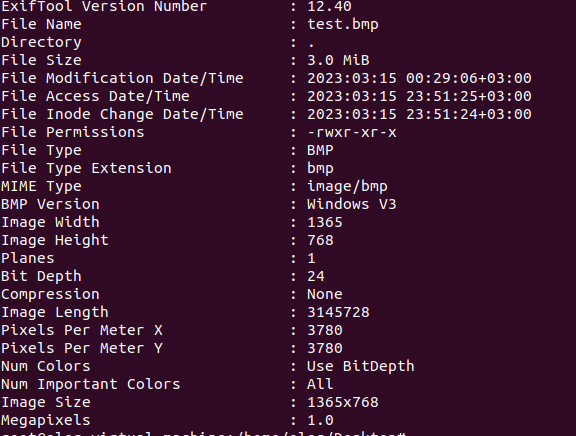 ExifTool Version Number : 12.40
File Name : test.bmp
Directory : .
File Size : 3.0 MiB
File Modification Date/Time : 2023:03:15 00:29:06+03:00
File Access Date/Time : 2023:03:15 23:51:25+03:00
File Inode Change Date/Time : 2023:03:15 23:51:24+03:00
File Permissions : -rwxr-xr-x
File Type : BMP
File Type Extension : bmp
MIME Type : image/bmp
BMP Version : Windows V3
Image Width : 1365
Image Height : 768
Planes : 1
Bit Depth : 24
Compression : None
Image Length : 3145728
Pixels Per Meter X : 3780
Pixels Per Meter Y : 3780
Num Colors : Use BitDepth
Num Important Colors : All
Image Size : 1365x768
Megapixels : 1.0